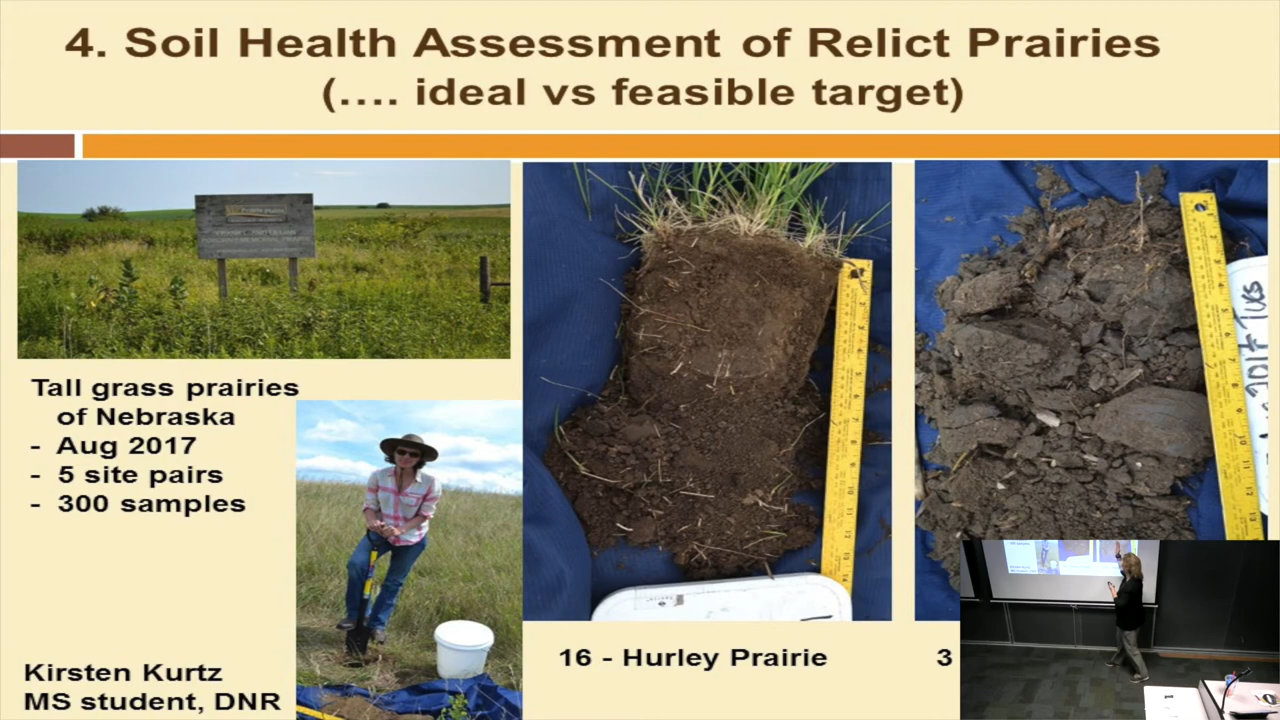 4. Soil Health Assessment of Relict Prairies
(.... ideal vs feasible target)
Tall grass prairies
of Nebraska
- Aug 2017
- 5 site pairs
- 300 samples
Kirsten Kurtz
MS student, DNR
16 - Hurley Prairie
3